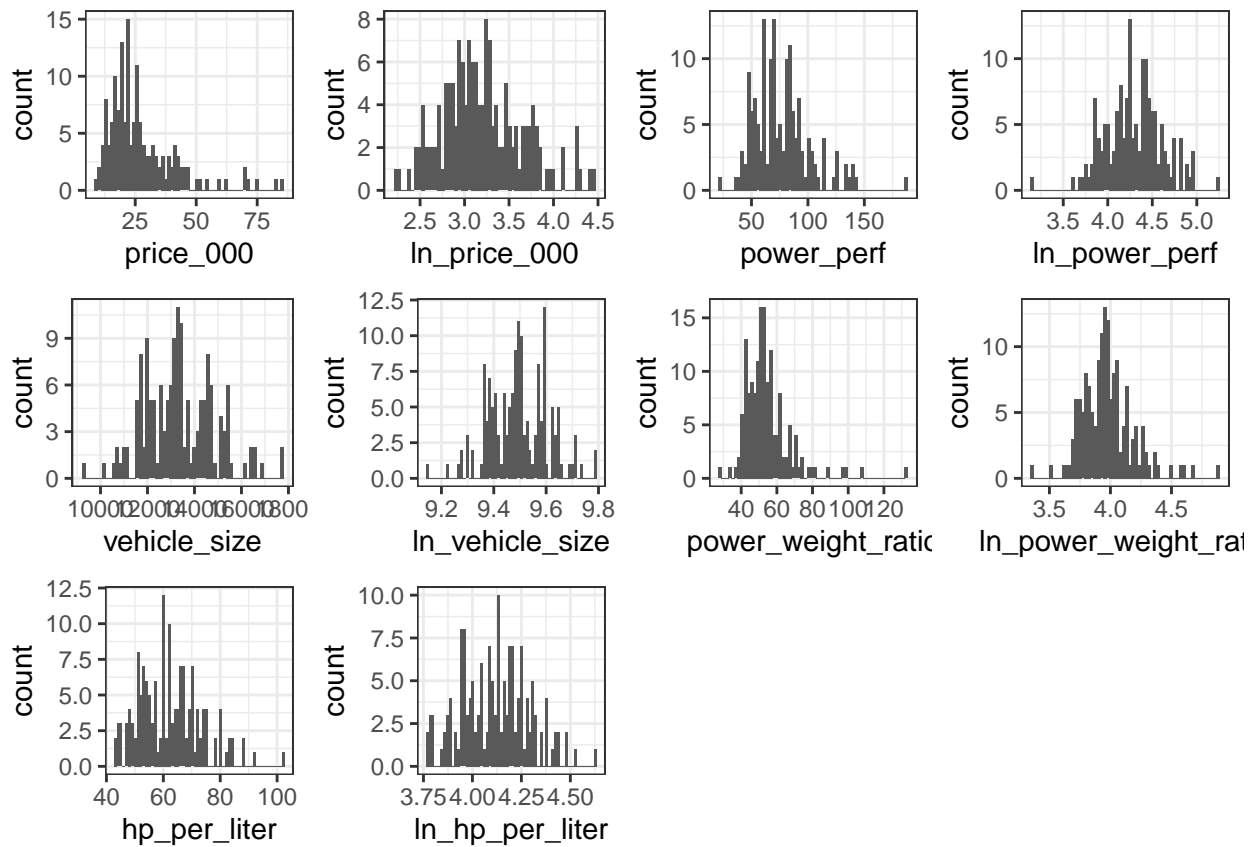 count
15
10
5
0
25 50 75
price_000
count
8
6
4
2
0
2.5 3.0 3.5 4.0 4.5
ln_price_000
count
10
5
0
50 100 150
power_perf
count
10
5
0
3.5 4.0 4.5 5.0
ln_power_perf
count
9
6
3
0
10000 12000 14000 16000 1800
vehicle_size
count
12.5
10.0
7.5
5.0
2.5
0.0
9.2 9.4 9.6 9.8
ln_vehicle_size
count
15
10
5
0
40 60 80 100 120
power_weight_ratio
count
10
5
0
3.5 4.0 4.5
ln_power_weight_rat
count
12.5
10.0
7.5
5.0
2.5
0.0
40 60 80 100
hp_per_liter
count
10.0
7.5
5.0
2.5
0.0
3.75 4.00 4.25 4.50
ln_hp_per_liter